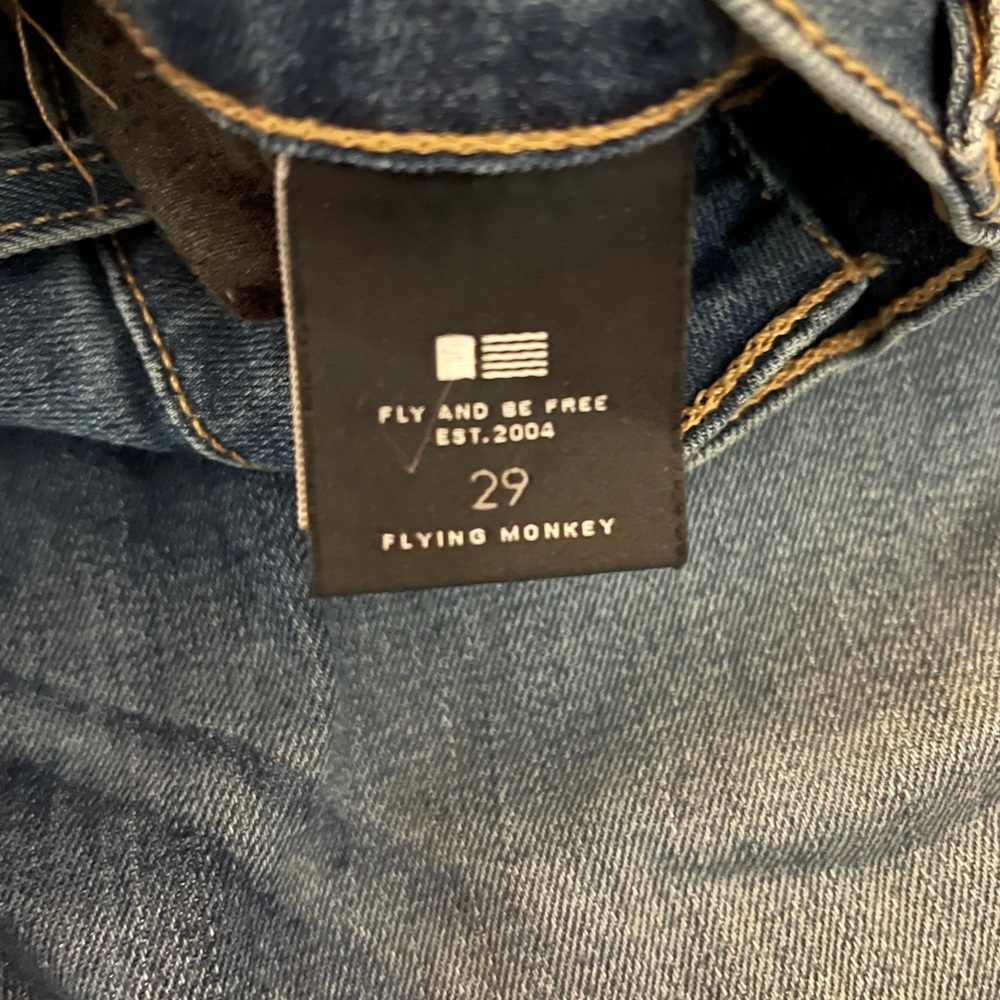 FLY AND BE FREE
EST.2004
29
FLYING MONKEY